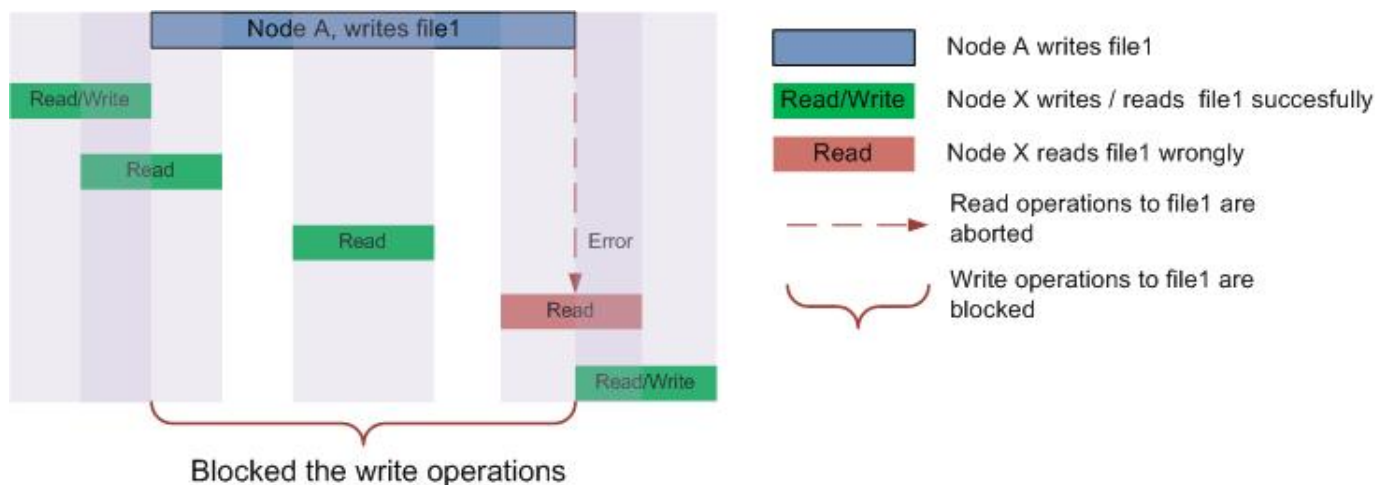 Node A, writes file1
Read/Write
Read
Read
Error
Read
Read/Write
Blocked the write operations
Node A writes file1
Read/Write
Node X writes / reads file1 succesfully
Read
Node X reads file1 wrongly
Read operations to file1 are
aborted
Write operations to file1 are
blocked